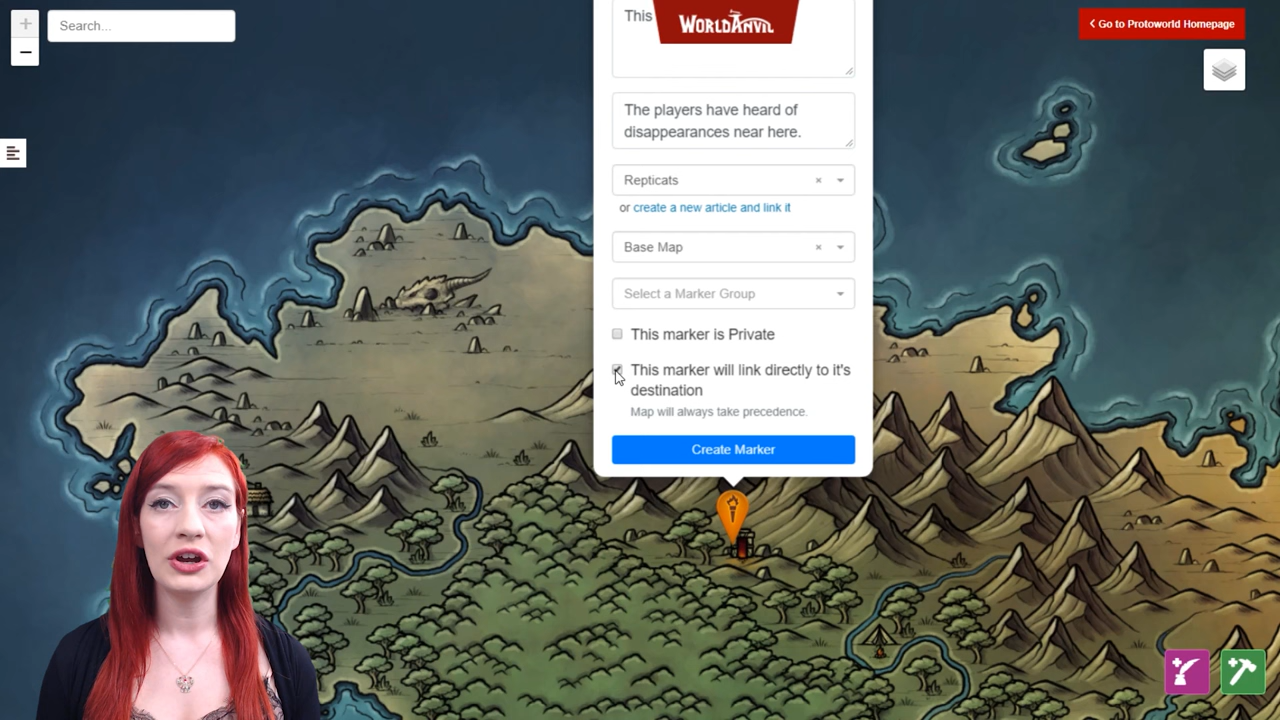 Search...
This
WORLDANVIL
Go to Protoworld Homepage
The players have heard of
disappearances near here.
Repticats
or create a new article and link it
Base Map
Select a Marker Group
This marker is Private
This marker will link directly to it's
destination
Map will always take precedence.
Create Marker